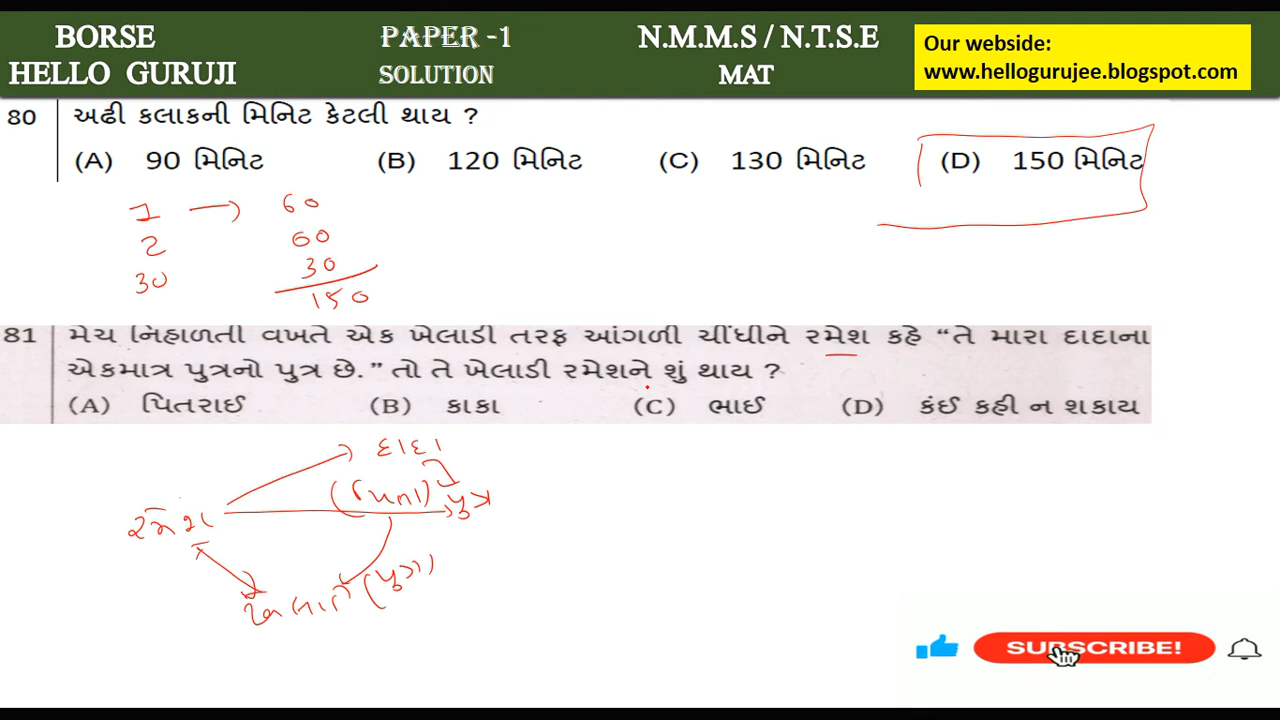 BORSE PAPER -1 N.M.M.S / N.T.S.E Our webside:
HELLO GURUJI SOLUTION MAT www.hellogurujee.blogspot.com
80 અઢી કલાકની મિનિટ કેટલી થાય ?
(A) 90 મિનિટ (B) 120 મિનિટ (C) 130 મિનિટ (D) 150 મિનિટ
1 → 60
2 60
30 30
150
81 મેચ નિહાળતી વખતે એક ખેલાડી તરફ આંગળી ચીંધીને રમેશ કહે “તે મારા દાદાના
એકમાત્ર પુત્રનો પુત્ર છે.” તો તે ખેલાડી રમેશને શું થાય ?
(A) પિતરાઈ (B) કાકા (C) ભાઈ (D) કંઈ કહી ન શકાય
દાદા
(પિતા) પુત્ર
રમેશ
(પુત્ર)
SUBSCRIBE!